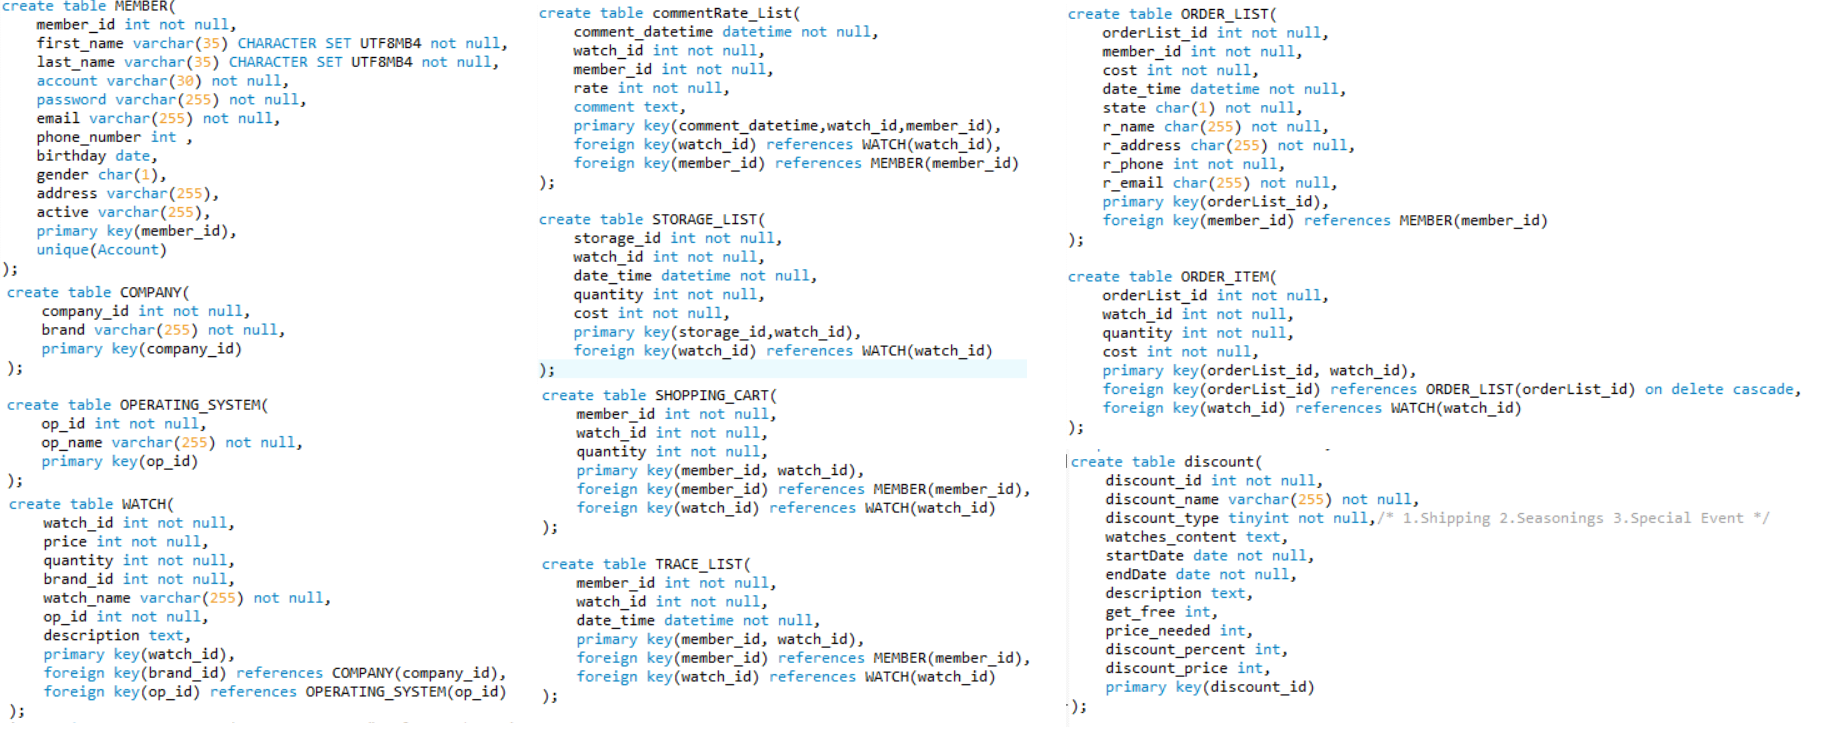 create table MEMBER(
member_id int not null,
first_name varchar(35) CHARACTER SET UTF8MB4 not null,
last_name varchar(35) CHARACTER SET UTF8MB4 not null,
account varchar(30) not null,
password varchar(255) not null,
email varchar(255) not null,
phone_number int ,
birthday date,
gender char(1),
address varchar(255),
active varchar(255),
primary key(member_id),
unique(Account)
);
create table COMPANY(
company_id int not null,
brand varchar(255) not null,
primary key(company_id)
);
create table OPERATING_SYSTEM(
op_id int not null,
op_name varchar(255) not null,
primary key(op_id)
);
create table WATCH(
watch_id int not null,
price int not null,
quantity int not null,
brand_id int not null,
watch_name varchar(255) not null,
op_id int not null,
description text,
primary key(watch_id),
foreign key(brand_id) references COMPANY(company_id),
foreign key(op_id) references OPERATING_SYSTEM(op_id)
);
create table commentRate_List(
comment_datetime datetime not null,
watch_id int not null,
member_id int not null,
rate int not null,
comment text,
primary key(comment_datetime,watch_id,member_id),
foreign key(watch_id) references WATCH(watch_id),
foreign key(member_id) references MEMBER(member_id)
);
create table STORAGE_LIST(
storage_id int not null,
watch_id int not null,
date_time datetime not null,
quantity int not null,
cost int not null,
primary key(storage_id,watch_id),
foreign key(watch_id) references WATCH(watch_id)
);
create table SHOPPING_CART(
member_id int not null,
watch_id int not null,
quantity int not null,
primary key(member_id, watch_id),
foreign key(member_id) references MEMBER(member_id),
foreign key(watch_id) references WATCH(watch_id)
);
create table TRACE_LIST(
member_id int not null,
watch_id int not null,
date_time datetime not null,
primary key(member_id, watch_id),
foreign key(member_id) references MEMBER(member_id),
foreign key(watch_id) references WATCH(watch_id)
);
create table ORDER_LIST(
orderList_id int not null,
member_id int not null,
cost int not null,
date_time datetime not null,
state char(1) not null,
r_name char(255) not null,
r_address char(255) not null,
r_phone int not null,
r_email char(255) not null,
primary key(orderList_id),
foreign key(member_id) references MEMBER(member_id)
);
create table ORDER_ITEM(
orderList_id int not null,
watch_id int not null,
quantity int not null,
cost int not null,
primary key(orderList_id, watch_id),
foreign key(orderList_id) references ORDER_LIST(orderList_id) on delete cascade,
foreign key(watch_id) references WATCH(watch_id)
);
create table discount(
discount_id int not null,
discount_name varchar(255) not null,
discount_type tinyint not null,/* 1.Shipping 2.Seasonings 3.Special Event */
watches_content text,
startDate date not null,
endDate date not null,
description text,
get_free int,
price_needed int,
discount_percent int,
discount_price int,
primary key(discount_id)
);